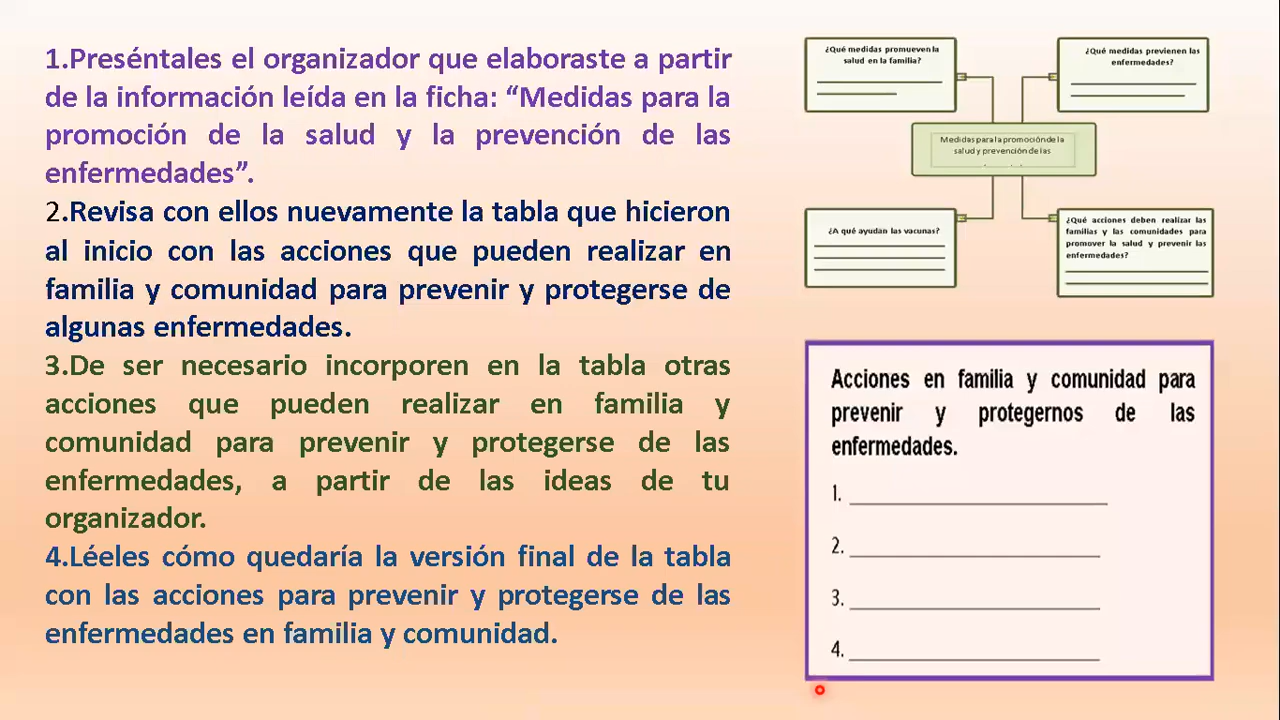 1.Preséntales el organizador que elaboraste a partir
de la información leída en la ficha: “Medidas para la
promoción de la salud y la prevención de las
enfermedades”.
2.Revisa con ellos nuevamente la tabla que hicieron
al inicio con las acciones que pueden realizar en
familia y comunidad para prevenir y protegerse de
algunas enfermedades.
3.De ser necesario incorporen en la tabla otras
acciones que pueden realizar en familia y
comunidad para prevenir y protegerse de las
enfermedades, a partir de las ideas de tu
organizador.
4.Léeles cómo quedaría la versión final de la tabla
con las acciones para prevenir y protegerse de las
enfermedades en familia y comunidad.
¿Qué medidas promueven la
salud en la familia?
¿Qué medidas previenen las
enfermedades?
Medidas para la promoción de la
salud y prevención de las
¿A qué ayudan las vacunas?
¿Qué acciones deben realizar las
familias y las comunidades para
promover la salud y prevenir las
enfermedades?
Acciones en familia y comunidad para
prevenir y protegernos de las
enfermedades.
1.
2.
3.
4.